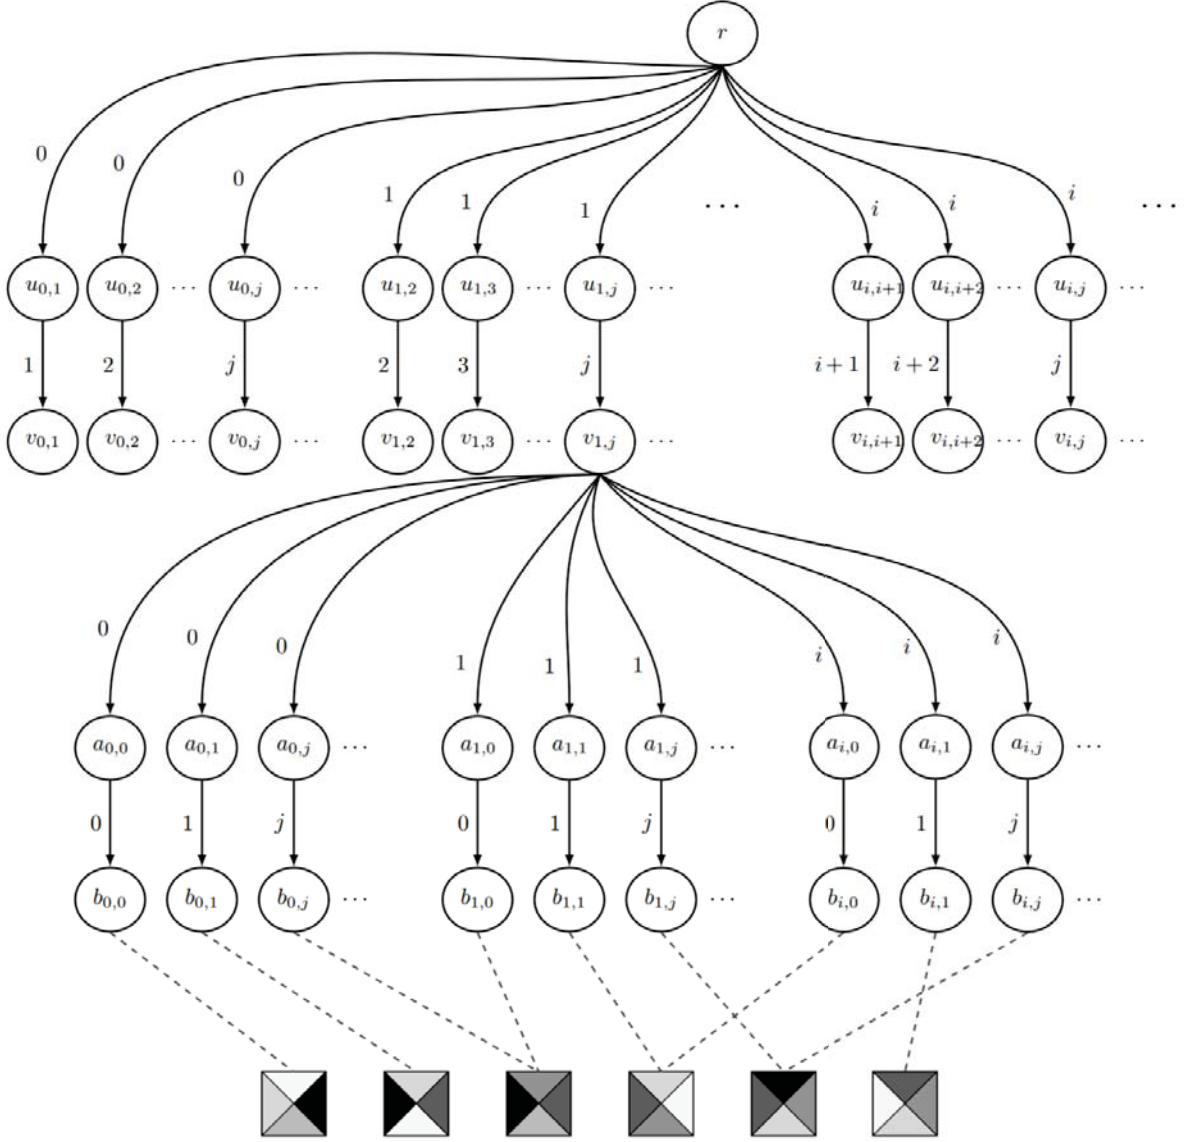 r
0 0 0 1 1 1 ... i i i ...
u0,1 u0,2 ... u0,j ... u1,2 u1,3 ... u1,j ... ui,i+1 ui,i+2 ... ui,j ...
1 2 j 2 3 j i + 1 i + 2 j
v0,1 v0,2 ... v0,j ... v1,2 v1,3 ... v1,j ... vi,i+1 vi,i+2 ... vi,j ...
0 0 0 1 1 1 i i i
a0,0 a0,1 a0,j ... a1,0 a1,1 a1,j ... ai,0 ai,1 ai,j ...
0 1 j 0 1 j 0 1 j
b0,0 b0,1 b0,j ... b1,0 b1,1 b1,j ... bi,0 bi,1 bi,j ...